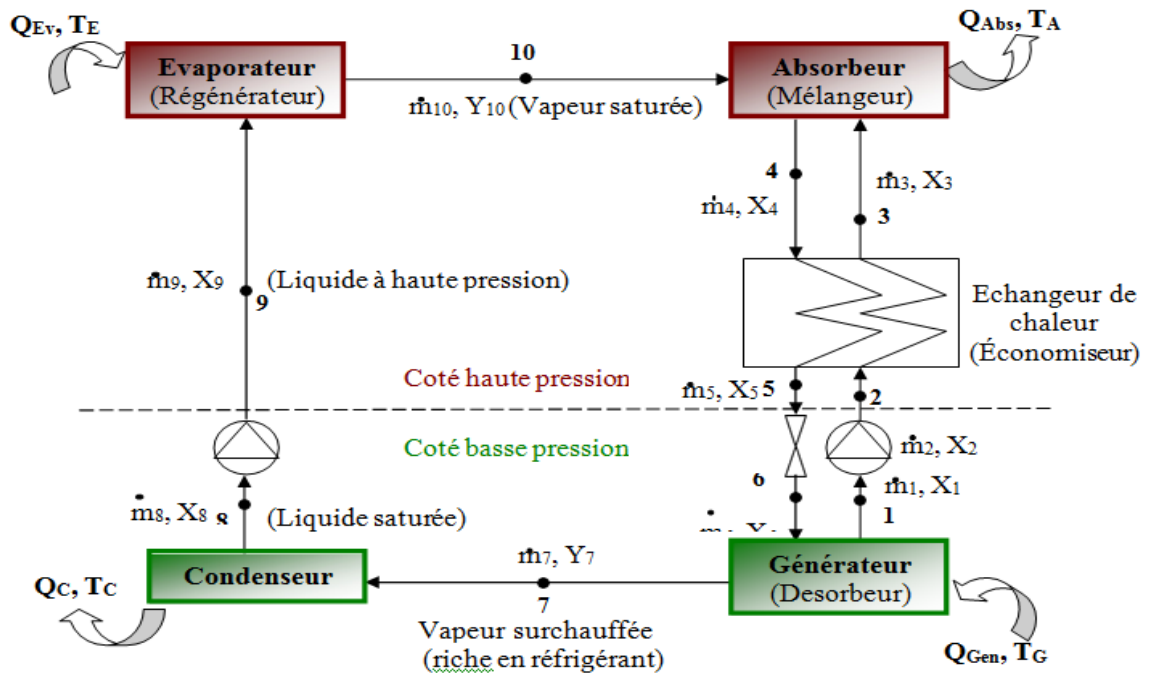 QEv, TE
Evaporateur
(Régénérateur)
10
ṁ10, Y10 (Vapeur saturée)
Absorbeur
(Mélangeur)
QAbs, TA
4
ṁ4, X4
ṁ3, X3
3
ṁ9, X9
9
(Liquide à haute pression)
Echangeur de
chaleur
(Économiseur)
Coté haute pression
ṁ5, X5
5
2
Coté basse pression
ṁ2, X2
6
ṁ1, X1
1
ṁ8, X8
8
(Liquide saturée)
Condenseur
QC, TC
ṁ7, Y7
7
Vapeur surchauffée
(riche en réfrigérant)
Générateur
(Desorbeur)
QGen, TG